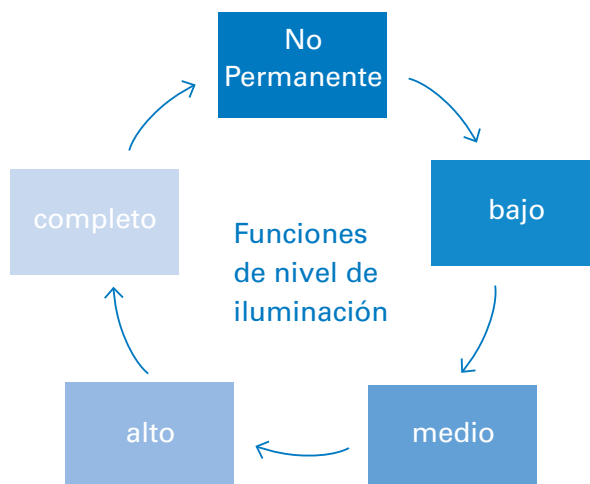 No
Permanente
bajo
medio
alto
completo
Funciones
de nivel de
iluminación